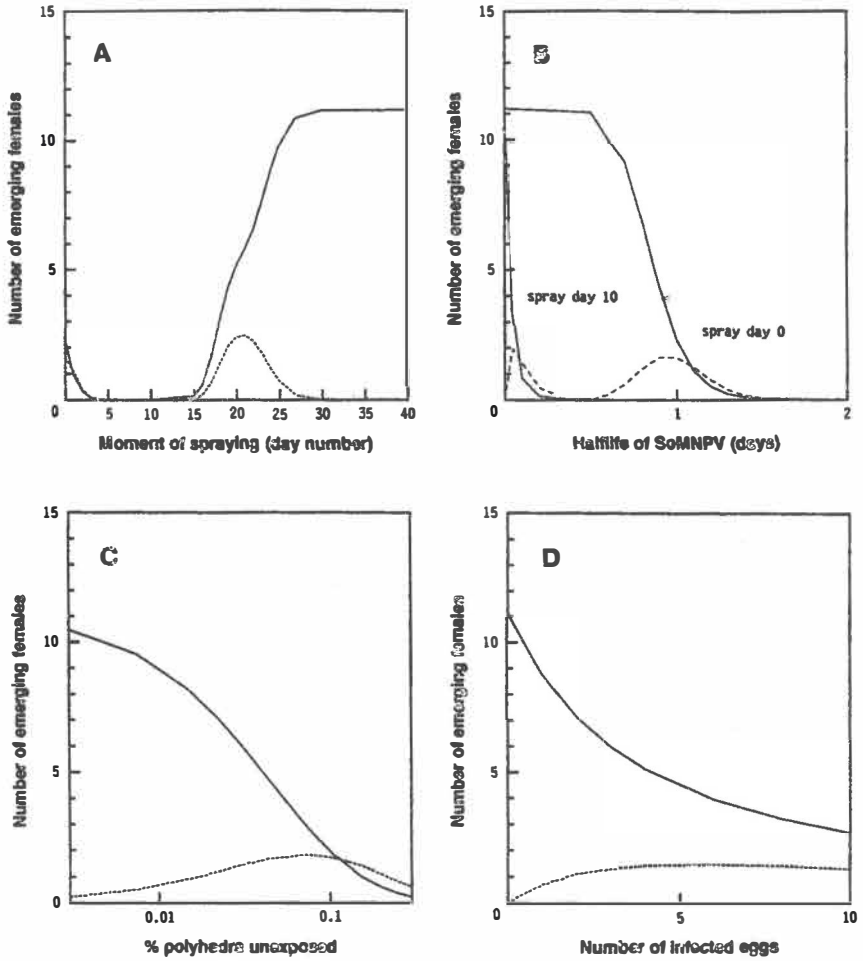 A
15
10
5
0
Number of emerging females
0 5 10 15 20 25 30 35 40
Moment of spraying (day number)
B
15
10
5
0
Number of emerging females
spray day 10
spray day 0
1 2
Halflife of SeMNPV (days)
C
15
10
5
0
Number of emerging females
0.01 0.1
% polyhedra unexposed
D
15
10
5
0
Number of emerging females
5 10
Number of infected eggs